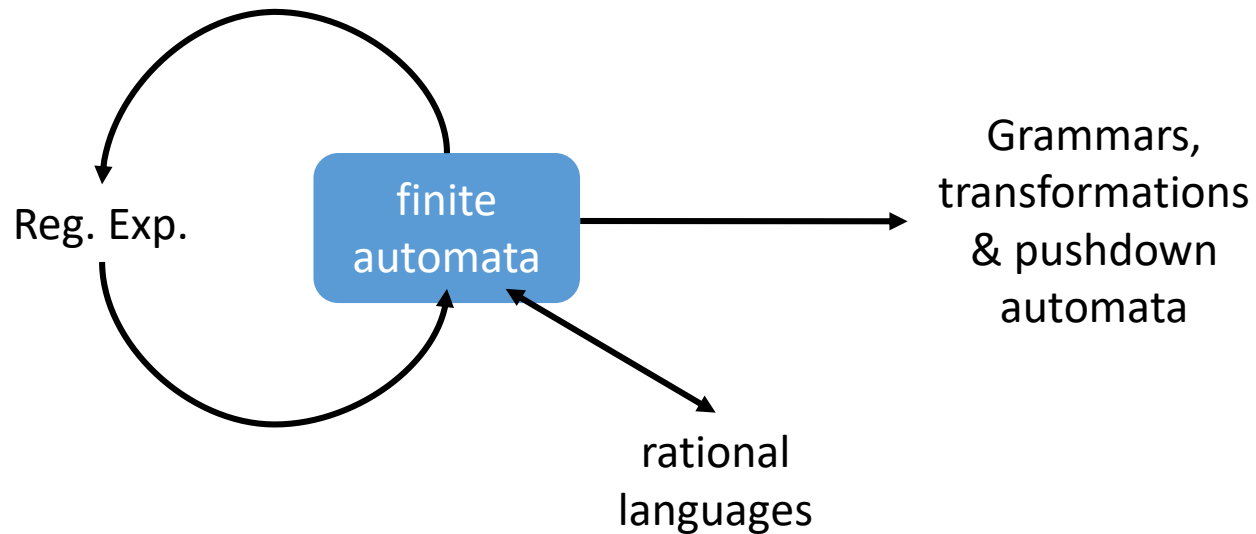 Reg. Exp.
finite
automata
Grammars,
transformations
& pushdown
automata
rational
languages